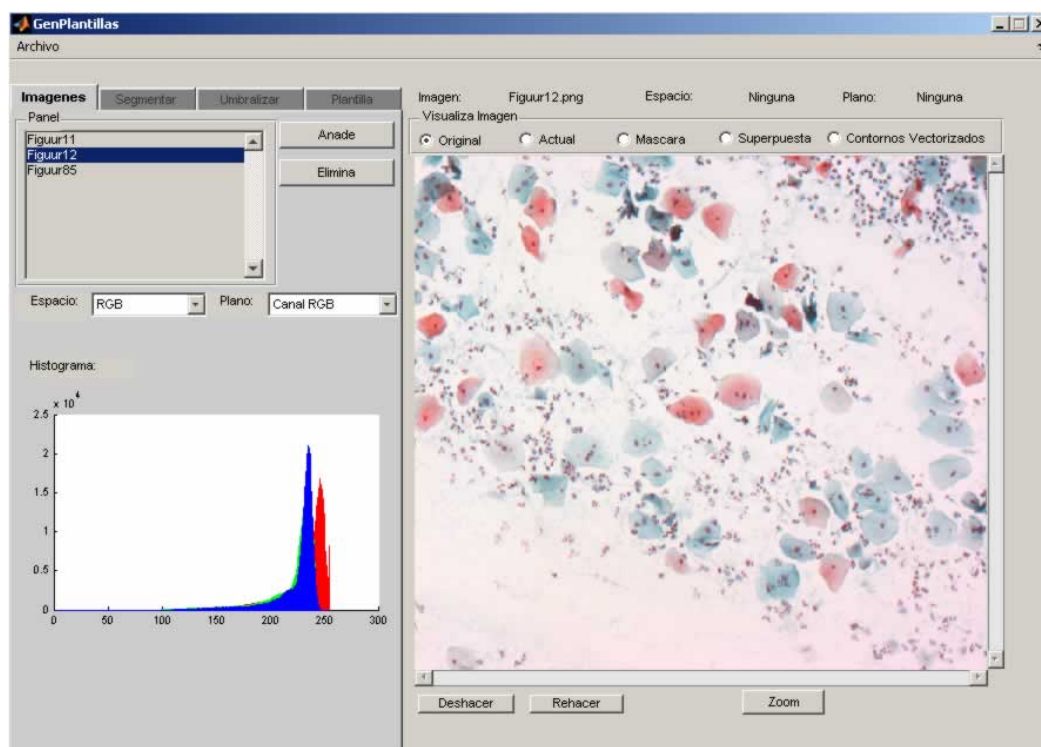 GenPlantillas
Archivo
Imagenes Segmentar Umbralizar Plantilla
Panel
Figuur11
Figuur12
Figuur85
Anade
Elimina
Espacio: RGB Plano: Canal RGB
Histograma:
x 10 4
2.5
2
1.5
1
0.5
0
0 50 100 150 200 250 300
Imagen: Figuur12.png Espacio: Ninguna Plano: Ninguna
Visualiza Imagen
Original Actual Mascara Superpuesta Contornos Vectorizados
Deshacer Rehacer Zoom